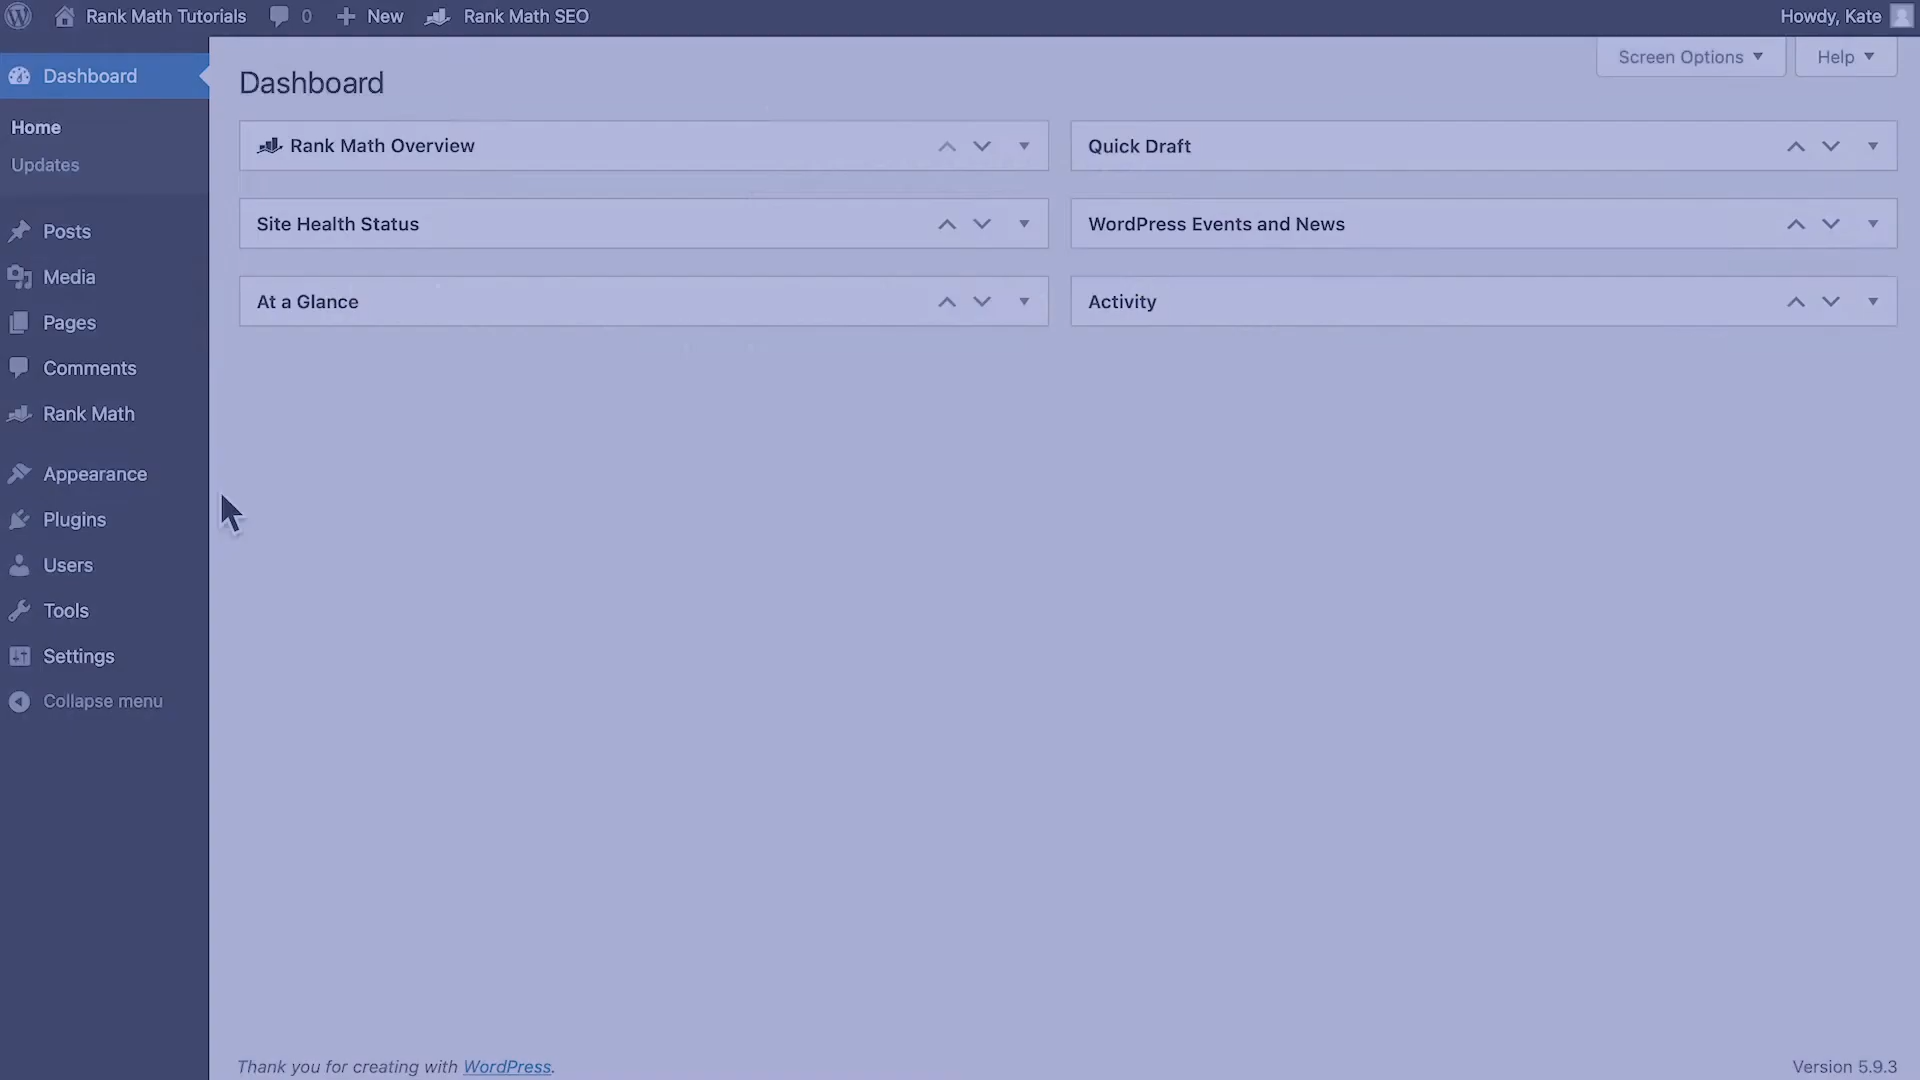 Rank Math Tutorials 0 New Rank Math SEO Howdy, Kate
Screen Options Help
Dashboard
Home
Updates
Posts
Media
Pages
Comments
Rank Math
Appearance
Plugins
Users
Tools
Settings
Collapse menu
Dashboard
Rank Math Overview
Quick Draft
Site Health Status
WordPress Events and News
At a Glance
Activity
Thank you for creating with WordPress.
Version 5.9.3